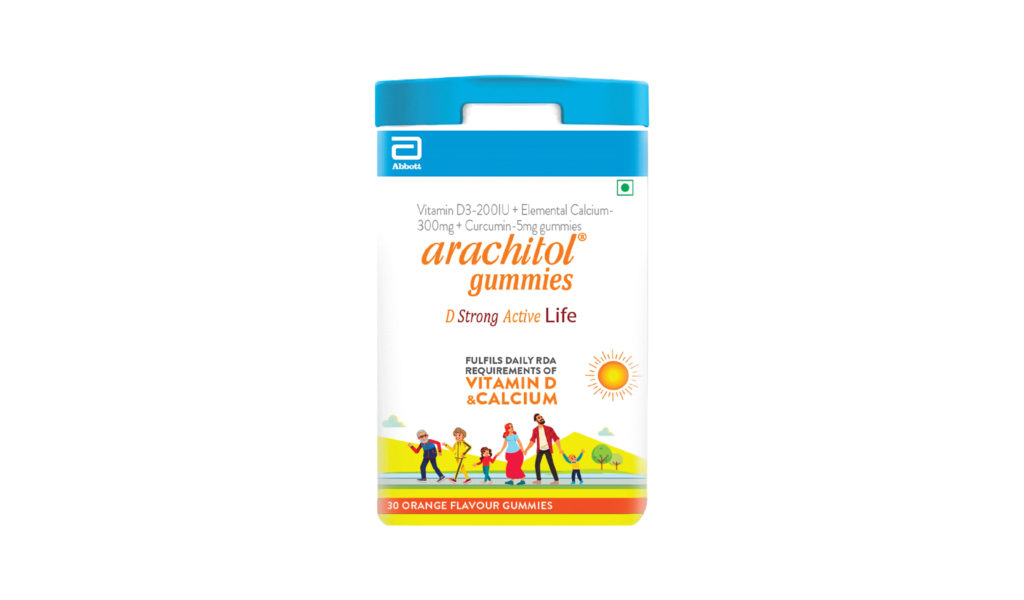 Abbott
Vitamin D3-200IU + Elemental Calcium-
300mg + Curcumin-5mg gummies
arachitol®
gummies
D Strong Active Life
FULFILS DAILY RDA
REQUIREMENTS OF
VITAMIN D
&CALCIUM
30 ORANGE FLAVOUR GUMMIES